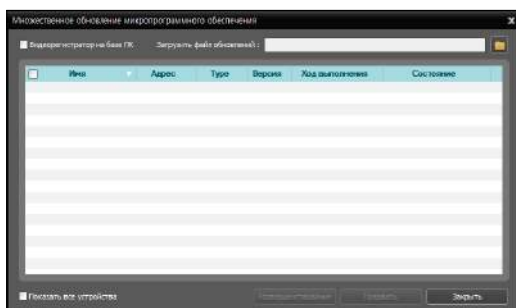 Множественное обновление микропрограммного обеспечения
Видеорегистратор на базе ПК Загрузить файл обновлений :
Имя Адрес Type Версия Ход выполнения Состояние
Показать все устройства Закрыть